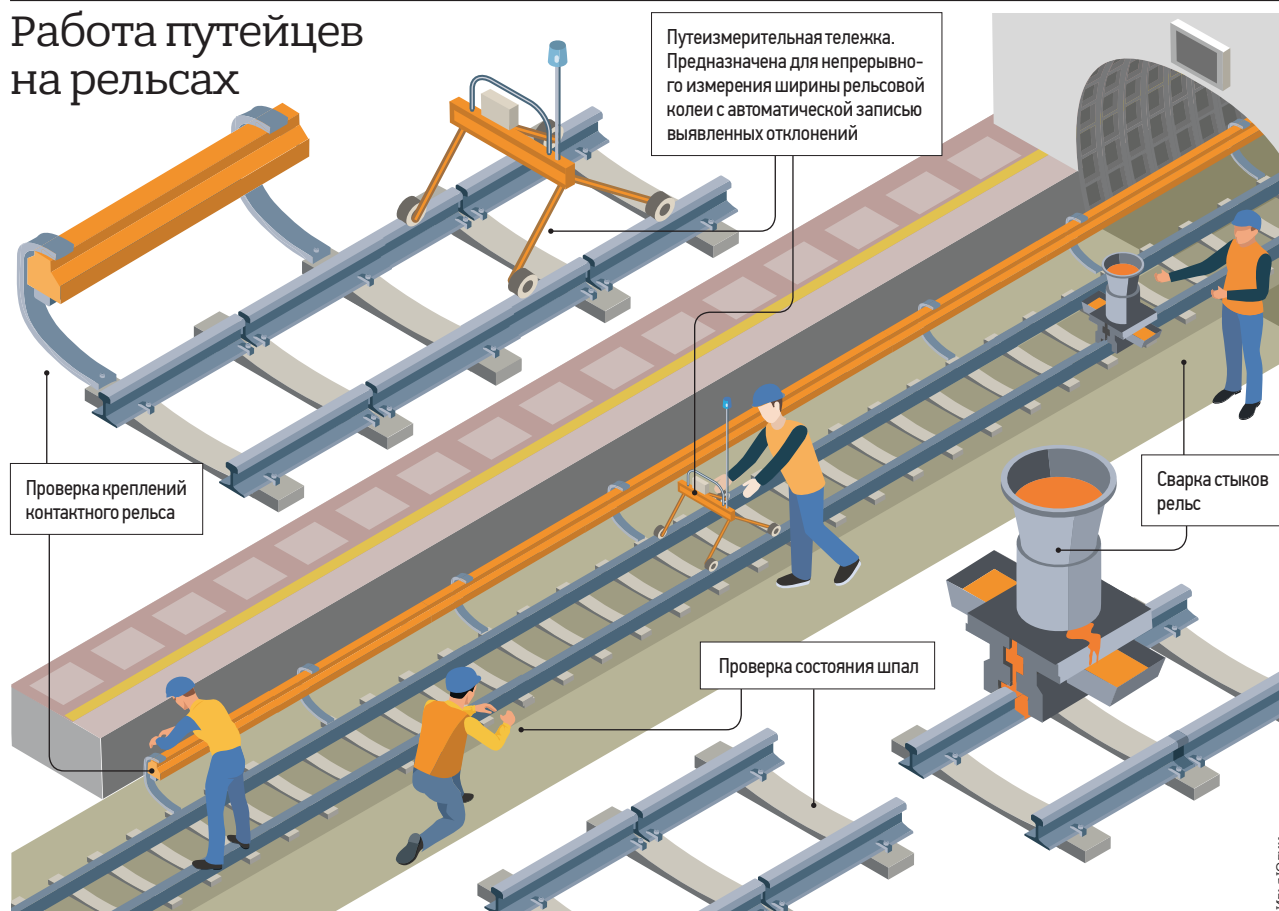 Работа путейцев
на рельсах
Путеизмерительная тележка.
Предназначена для непрерывно-
го измерения ширины рельсовой
колеи с автоматической записью
выявленных отклонений
Проверка креплений
контактного рельса
Сварка стыков
рельс
Проверка состояния шпал